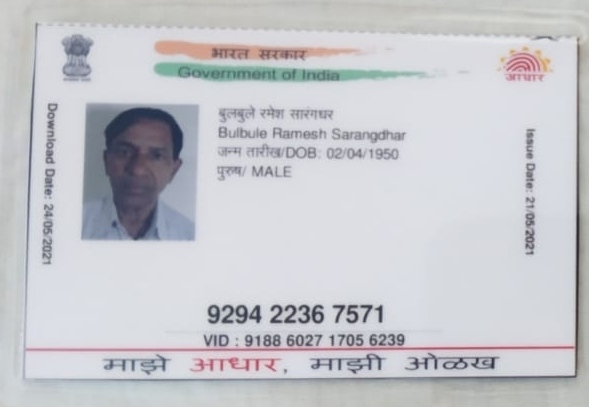 भारत सरकार
Government of India
आधार
Download Date: 24/05/2021
बुलबुले रमेश सारंगधर
Bulbule Ramesh Sarangdhar
जन्म तारीख/DOB: 02/04/1950
पुरुष/ MALE
Issue Date: 21/05/2021
9294 2236 7571
VID : 9188 6027 1705 6239
माझे आधार, माझी ओळख